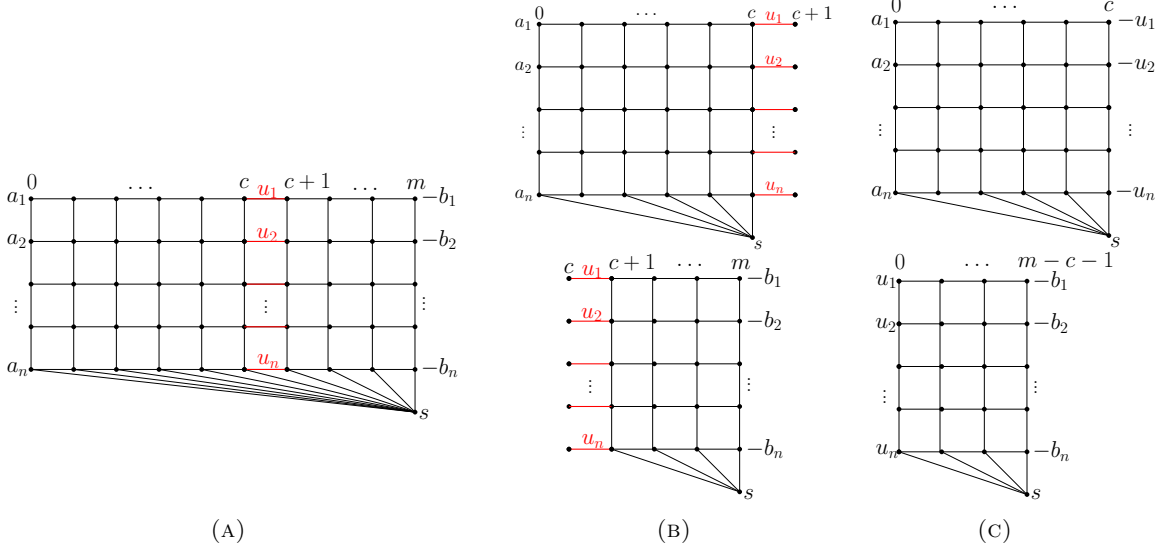 0 ⋯ c u₁ c + 1 … m
a₁ −b₁
a₂ u₂ −b₂
⋮ ⋮ ⋮
aₙ uₙ −bₙ
s
(A)
0 ⋯ c u₁ c + 1
a₁
a₂ u₂
⋮ ⋮
aₙ uₙ
s
c u₁ c + 1 … m
−b₁
u₂ −b₂
⋮ ⋮
uₙ −bₙ
s
(B)
0 ⋯ c
a₁ −u₁
a₂ −u₂
⋮ ⋮
aₙ −uₙ
s
0 ⋯ m − c − 1
u₁ −b₁
u₂ −b₂
⋮ ⋮
uₙ −bₙ
s
(C)